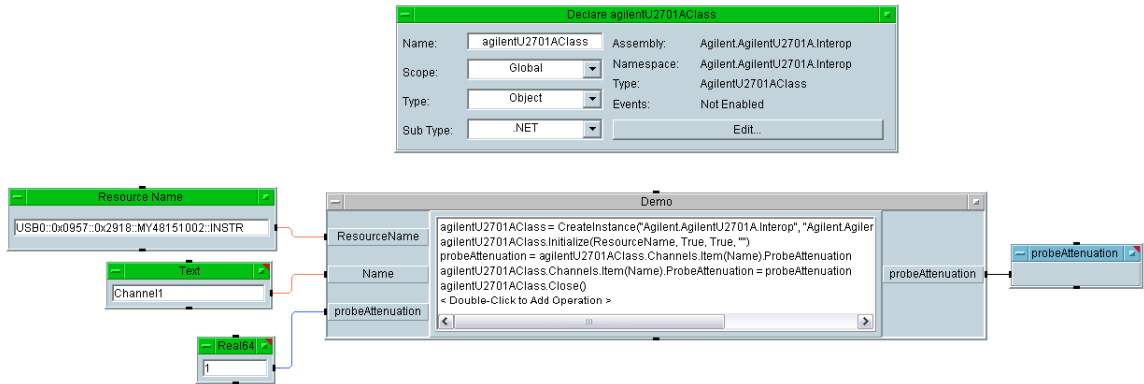 Declare agilentU2701AClass
Name: agilentU2701AClass Assembly: Agilent.AgilentU2701A.Interop
Scope: Global Namespace: Agilent.AgilentU2701A.Interop
Type: AgilentU2701AClass
Type: Object Events: Not Enabled
Sub Type: .NET Edit...
Resource Name
USB0::0x0957::0x2918::MY48151002::INSTR
Text
Channel1
Real64
1
Demo
ResourceName
Name
probeAttenuation
agilentU2701AClass = CreateInstance("Agilent.AgilentU2701A.Interop", "Agilent.Agiler
agilentU2701AClass.Initialize(ResourceName, True, True, "")
probeAttenuation = agilentU2701AClass.Channels.Item(Name).ProbeAttenuation
agilentU2701AClass.Channels.Item(Name).ProbeAttenuation = probeAttenuation
agilentU2701AClass.Close()
< Double-Click to Add Operation >
probeAttenuation
probeAttenuation